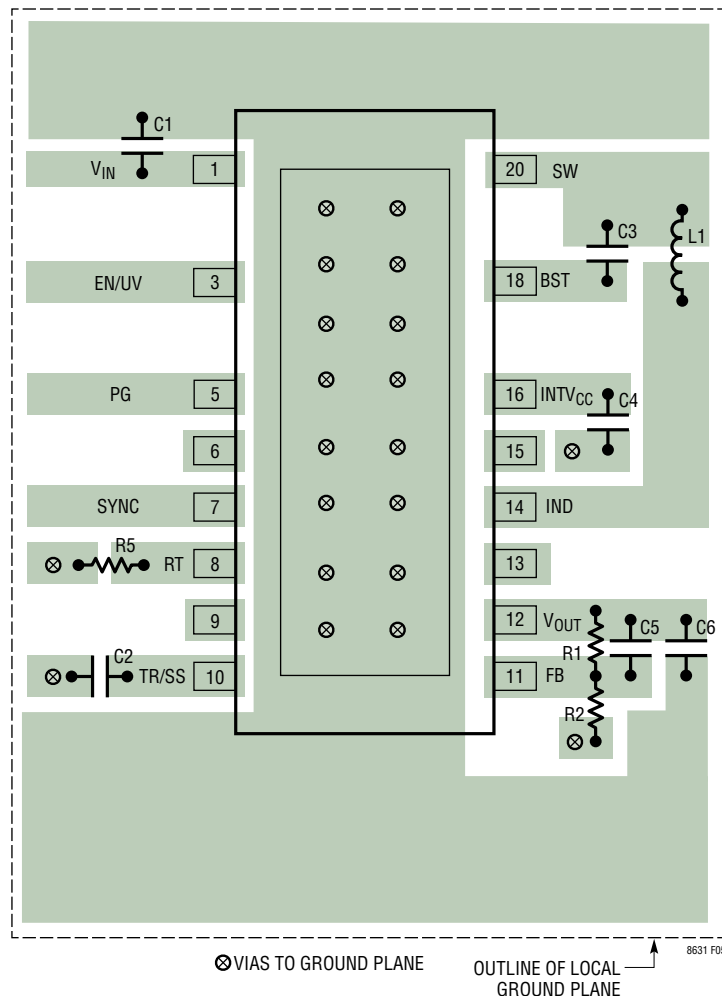 C1
V_IN 1 20 SW
C3 L1
EN/UV 3 18 BST
PG 5 16 INTV_CC
C4
6 15
SYNC 7 14 IND
R5
RT 8 13
9 12 V_OUT C5 C6
C2 R1
TR/SS 10 11 FB
R2
VIAS TO GROUND PLANE
OUTLINE OF LOCAL
GROUND PLANE